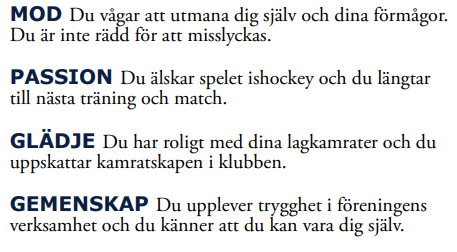 MOD Du vågar att utmana dig själv och dina förmågor.
Du är inte rädd för att misslyckas.
PASSION Du älskar spelet ishockey och du längtar
till nästa träning och match.
GLÄDJE Du har roligt med dina lagkamrater och du
uppskattar kamratskapen i klubben.
GEMENSKAP Du upplever trygghet i föreningens
verksamhet och du känner att du kan vara dig själv.